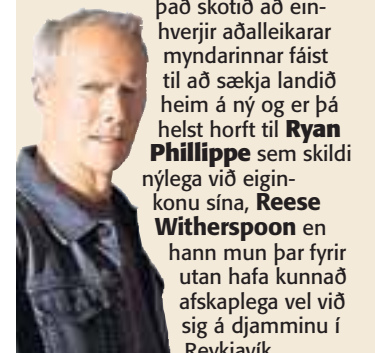 það skotið að ein-
hverjir aðalleikarar
myndarinnar fáist
til að sækja landið
heim á ný og er þá
helst horft til Ryan
Phillippe sem skildi
nýlega við eigin-
konu sína, Reese
Witherspoon en
hann mun þar fyrir
utan hafa kunnað
afskaplega vel við
sig á djamminu í
Reykjavík